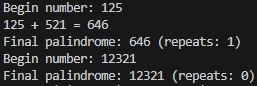 Begin number: 125
125 + 521 = 646
Final palindrome: 646 (repeats: 1)
Begin number: 12321
Final palindrome: 12321 (repeats: 0)